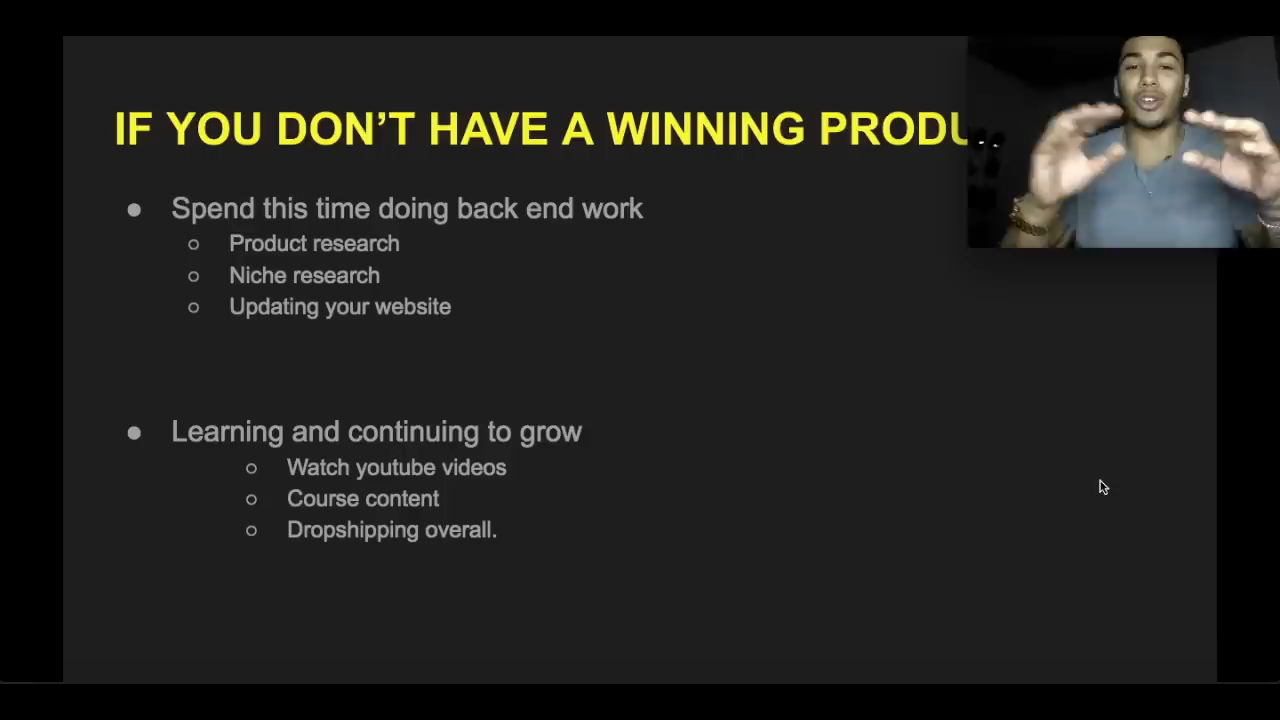 IF YOU DON’T HAVE A WINNING
● Spend this time doing back end work
○ Product research
○ Niche research
○ Updating your website
● Learning and continuing to grow
○ Watch youtube videos
○ Course content
○ Dropshipping overall.